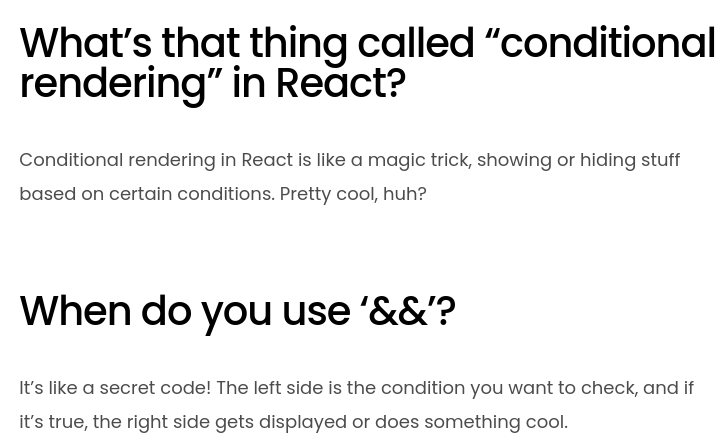 What’s that thing called “conditional
rendering” in React?
Conditional rendering in React is like a magic trick, showing or hiding stuff
based on certain conditions. Pretty cool, huh?
When do you use ‘&&’?
It’s like a secret code! The left side is the condition you want to check, and if
it’s true, the right side gets displayed or does something cool.